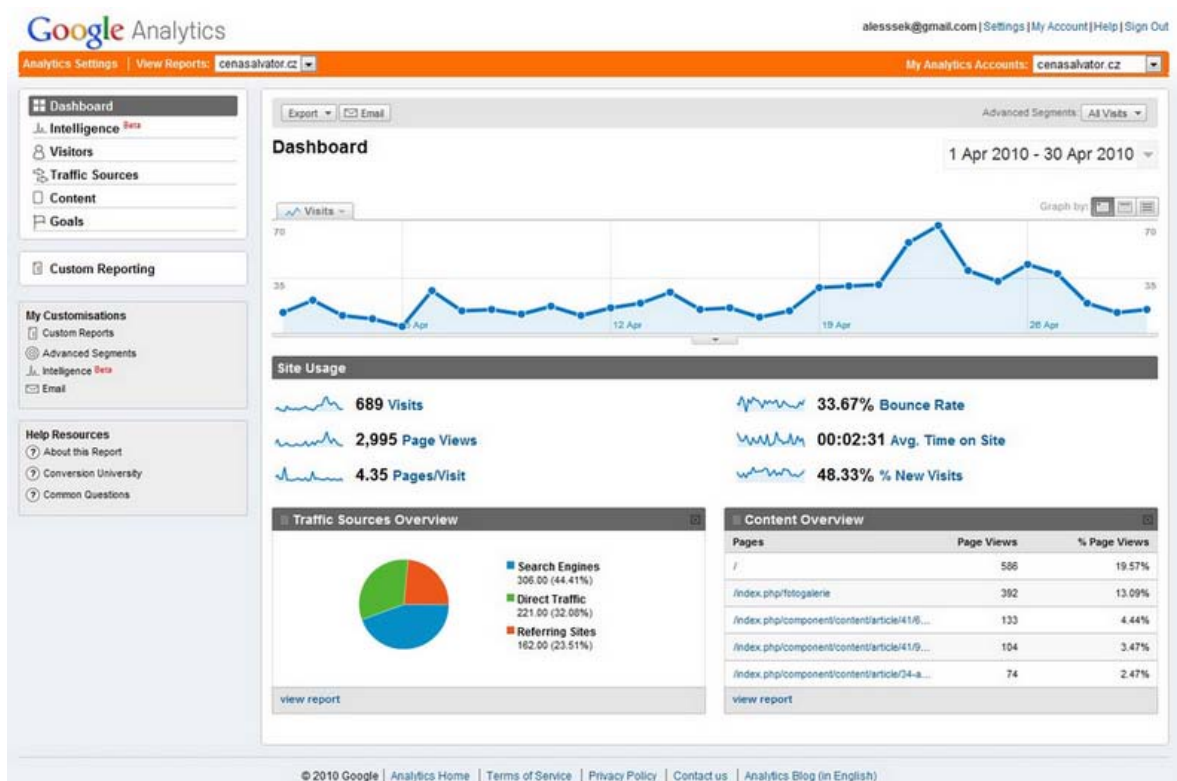 Google Analytics
alesssek@gmail.com | Settings | My Account | Help | Sign Out
Analytics Settings | View Reports: cenasalvator.cz
My Analytics Accounts: cenasalvator.cz
Dashboard
Intelligence Beta
Visitors
Traffic Sources
Content
Goals
Custom Reporting
My Customisations
Custom Reports
Advanced Segments
Intelligence Beta
Email
Help Resources
About this Report
Conversion University
Common Questions
Export Email
Advanced Segments: All Visits
Dashboard
1 Apr 2010 - 30 Apr 2010
Visits
Graph by:
70 70
35 35
5 Apr 12 Apr 19 Apr 26 Apr
Site Usage
689 Visits
33.67% Bounce Rate
2,995 Page Views
00:02:31 Avg. Time on Site
4.35 Pages/Visit
48.33% % New Visits
Traffic Sources Overview
Search Engines
306.00 (44.41%)
Direct Traffic
221.00 (32.08%)
Referring Sites
162.00 (23.51%)
view report
Content Overview
Pages Page Views % Page Views
/ 586 19.57%
/index.php/fotogalerie 392 13.09%
/index.php/component/content/article/41/6... 133 4.44%
/index.php/component/content/article/41/9... 104 3.47%
/index.php/component/content/article/34-a... 74 2.47%
view report
© 2010 Google | Analytics Home | Terms of Service | Privacy Policy | Contact us | Analytics Blog (in English)